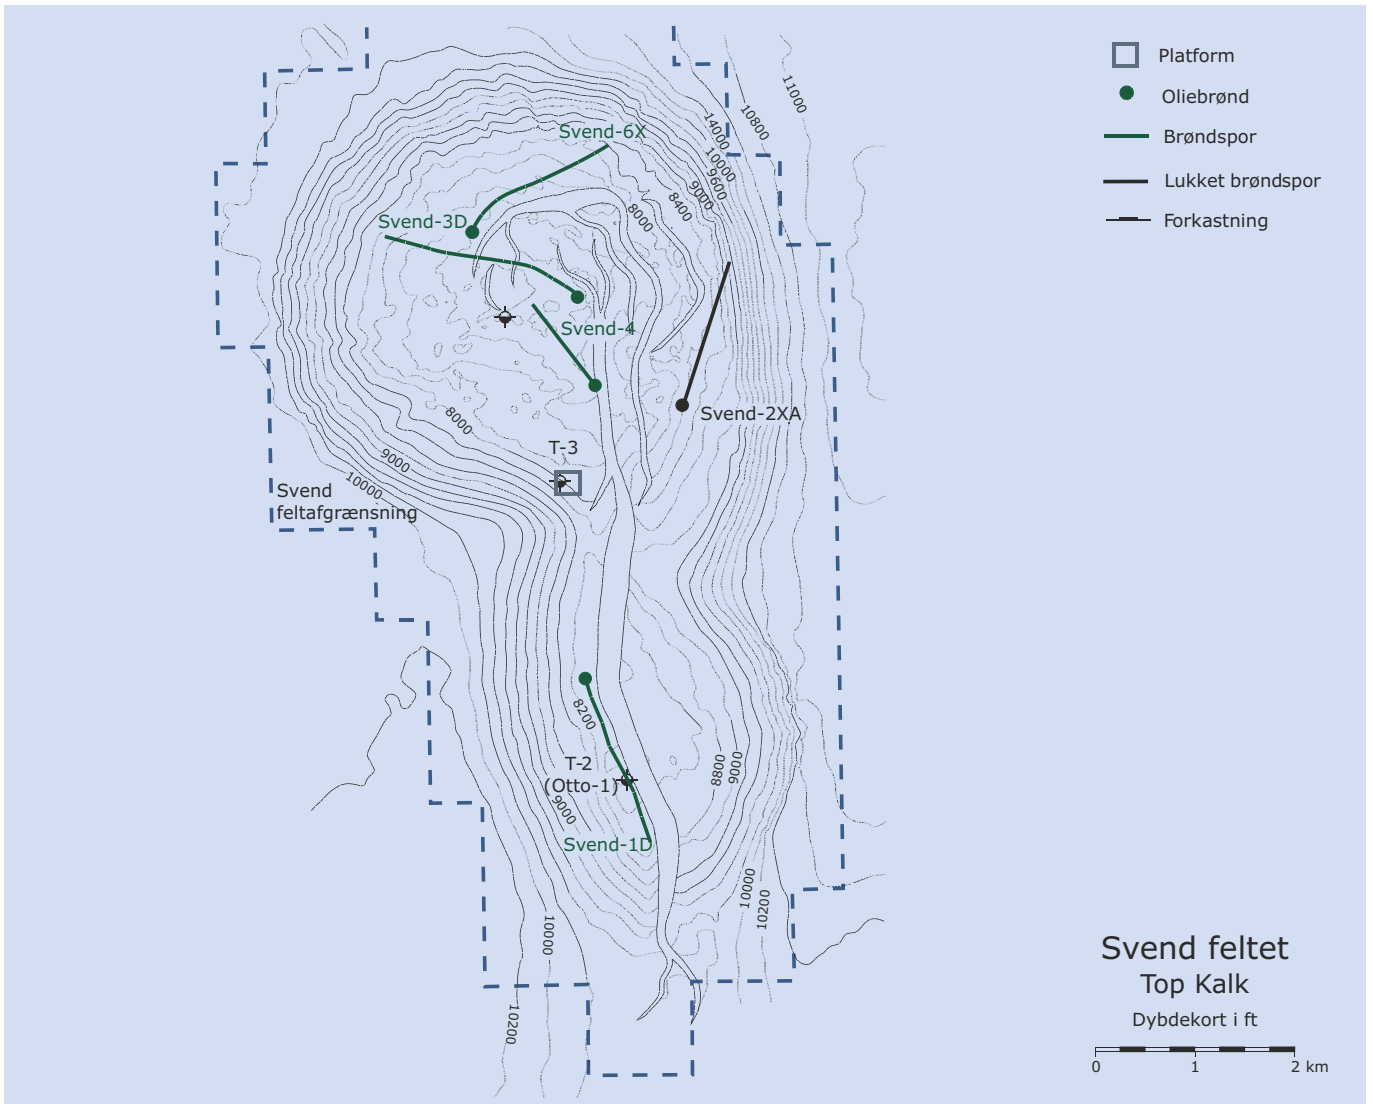 Platform
Oliebrønd
Brøndspor
Lukket brøndspor
Forkastning
11000
10800
14000
10000
9600
9000
8400
8000
Svend-6X
Svend-3D
Svend-4
Svend-2XA
8000
9000
10000
T-3
Svend
feltafgrænsning
8200
T-2
(Otto-1)
9000
Svend-1D
8800
9000
10000
10200
10000
10200
Svend feltet
Top Kalk
Dybdekort i ft
0 1 2 km